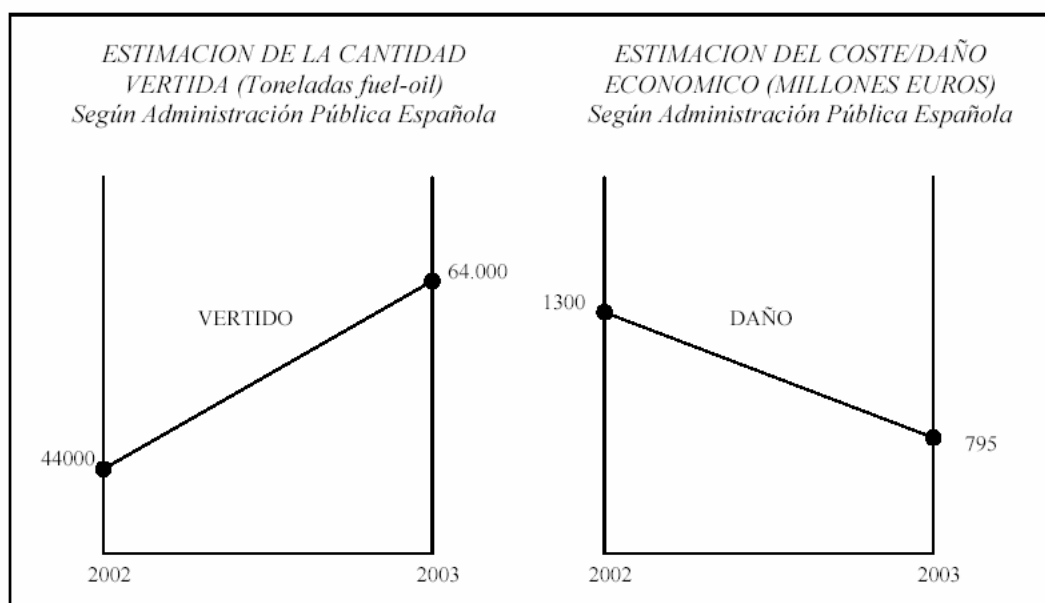 ESTIMACION DE LA CANTIDAD
VERTIDA (Toneladas fuel-oil)
Según Administración Pública Española
64.000
VERTIDO
44000
2002
2003
ESTIMACION DEL COSTE/DAÑO
ECONOMICO (MILLONES EUROS)
Según Administración Pública Española
1300
DAÑO
795
2002
2003